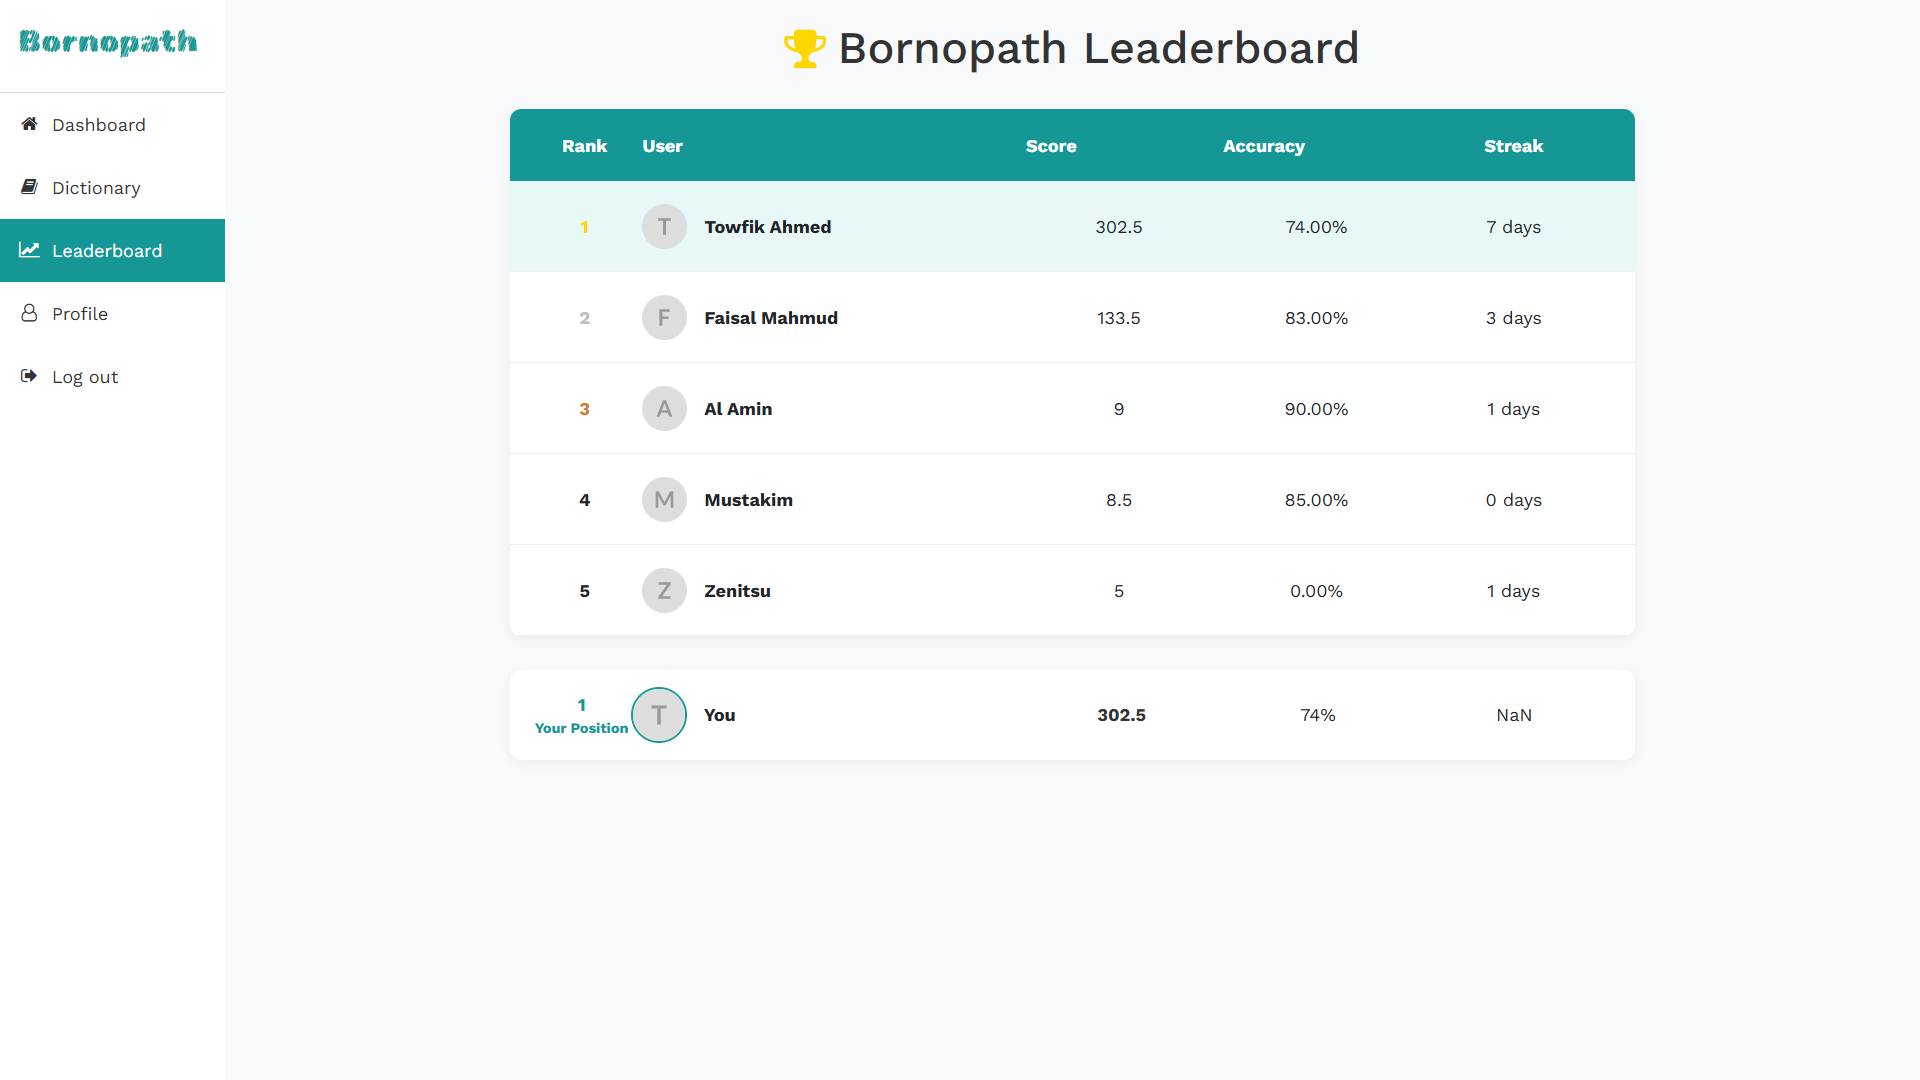 Bornopath
Dashboard
Dictionary
Leaderboard
Profile
Log out
Bornopath Leaderboard
Rank User Score Accuracy Streak
1 T Towfik Ahmed 302.5 74.00% 7 days
2 F Faisal Mahmud 133.5 83.00% 3 days
3 A Al Amin 9 90.00% 1 days
4 M Mustakim 8.5 85.00% 0 days
5 Z Zenitsu 5 0.00% 1 days
1 T You 302.5 74% NaN
Your Position